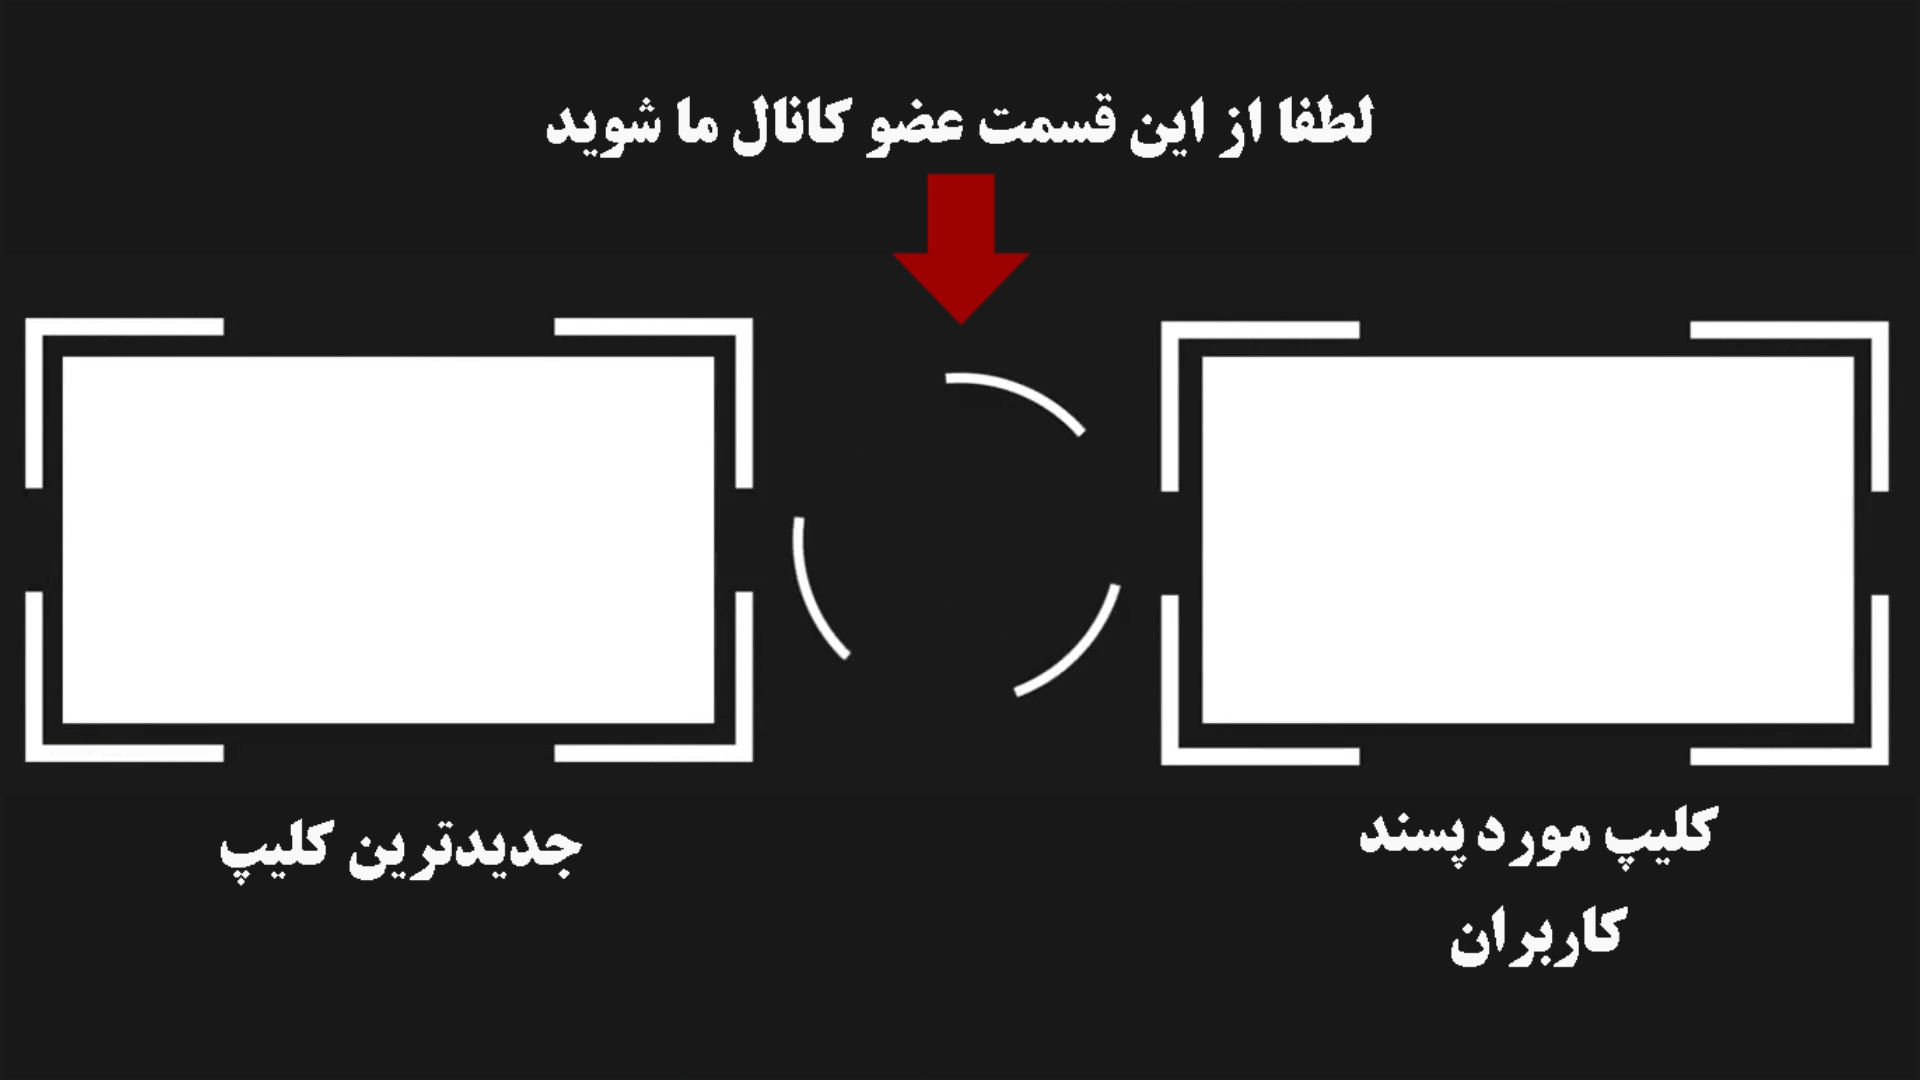 لطفا از این قسمت عضو کانال ما شوید
کلیپ مورد پسند
کاربران
جدیدترین کلیپ